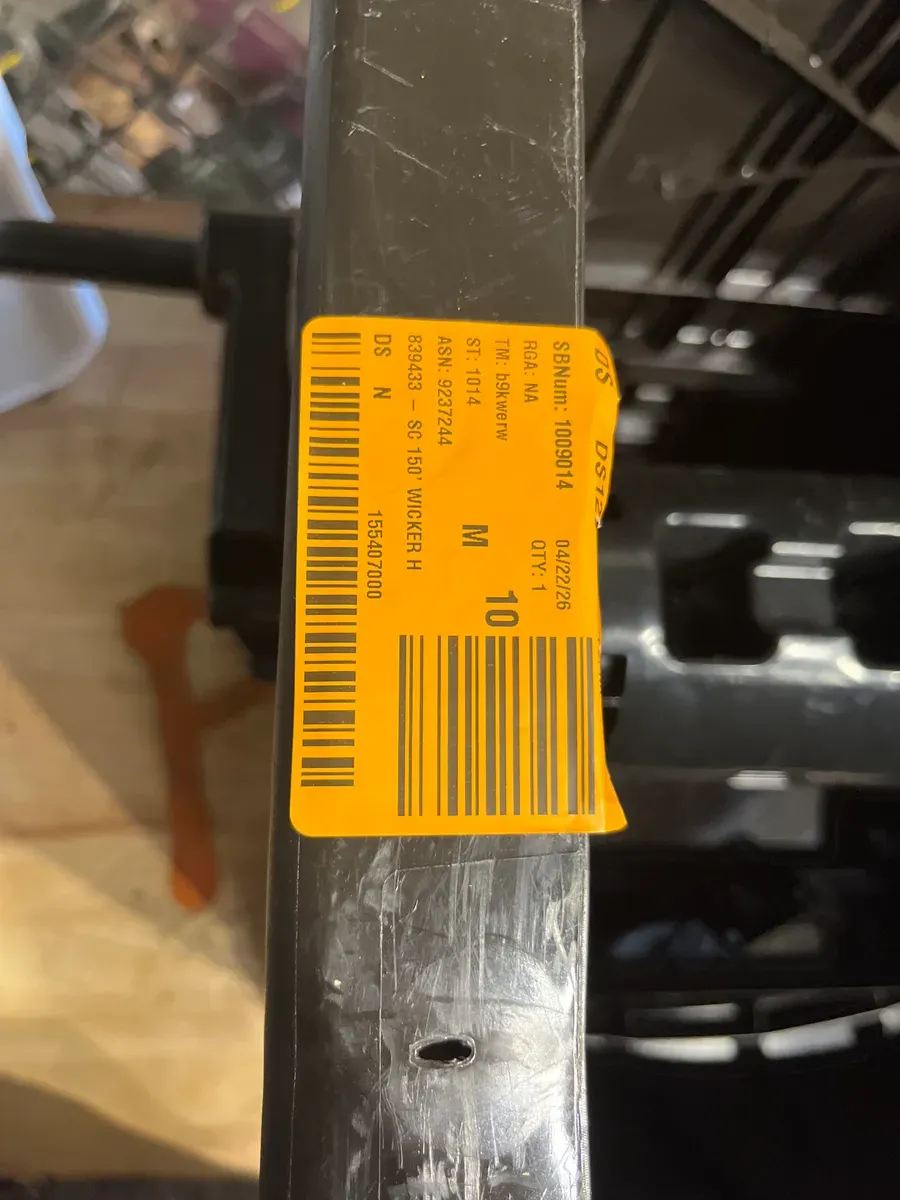 DS DS12
SBNum: 1009014 04/22/26
RGA: NA QTY: 1
TM: b9kwerw 10
ST: 1014 M
ASN: 9237244
839433 - SC 150' WICKER H
DS N 155407000